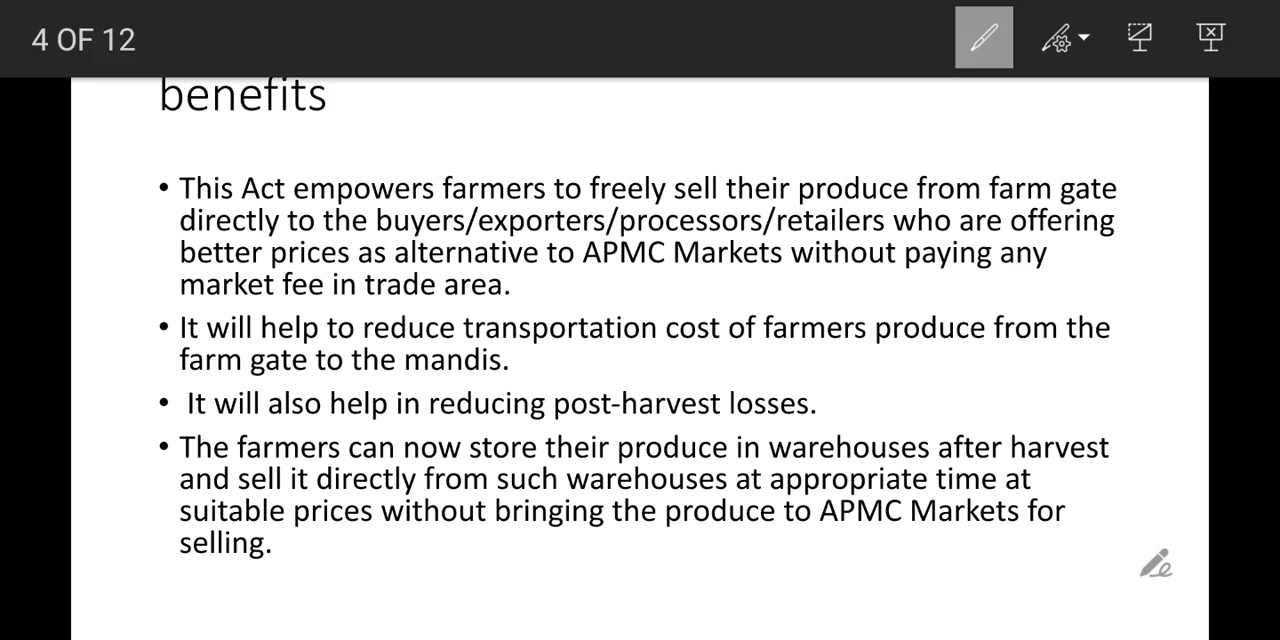 4 OF 12
benefits
• This Act empowers farmers to freely sell their produce from farm gate
directly to the buyers/exporters/processors/retailers who are offering
better prices as alternative to APMC Markets without paying any
market fee in trade area.
• It will help to reduce transportation cost of farmers produce from the
farm gate to the mandis.
• It will also help in reducing post-harvest losses.
• The farmers can now store their produce in warehouses after harvest
and sell it directly from such warehouses at appropriate time at
suitable prices without bringing the produce to APMC Markets for
selling.